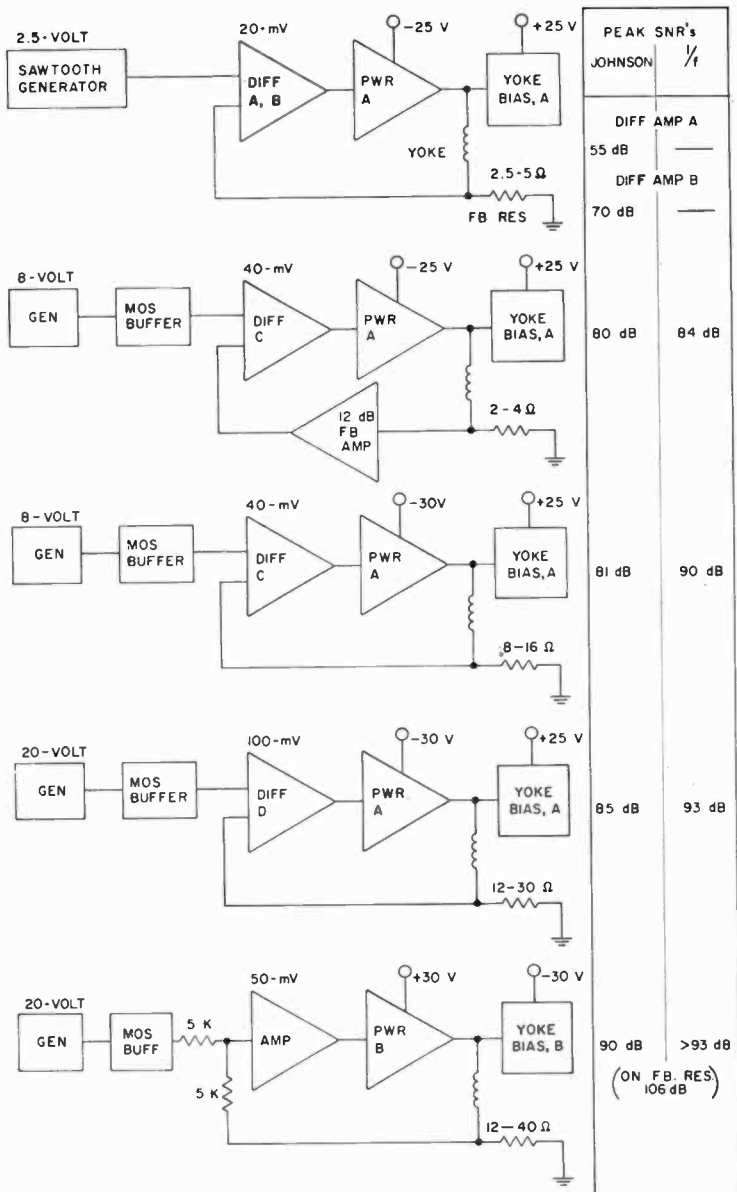 PEAK SNR's
JOHNSON 1/f
2.5-VOLT
SAWTOOTH GENERATOR
20-mV
DIFF A, B
PWR A
-25 V
+25 V
YOKE BIAS, A
YOKE
2.5-5 Ω
FB RES
DIFF AMP A
55 dB —
DIFF AMP B
70 dB —
8-VOLT
GEN
MOS BUFFER
40-mV
DIFF C
PWR A
-25 V
+25 V
YOKE BIAS, A
12 dB FB AMP
2-4 Ω
80 dB 84 dB
8-VOLT
GEN
MOS BUFFER
40-mV
DIFF C
PWR A
-30V
+25 V
YOKE BIAS, A
8-16 Ω
81 dB 90 dB
20-VOLT
GEN
MOS BUFFER
100-mV
DIFF D
PWR A
-30 V
+25 V
YOKE BIAS, A
12-30 Ω
85 dB 93 dB
20-VOLT
GEN
MOS BUFF
5 K
5 K
50-mV
AMP
PWR B
+30 V
-30 V
YOKE BIAS, B
12-40 Ω
90 dB >93 dB
(ON FB. RES. 106 dB)